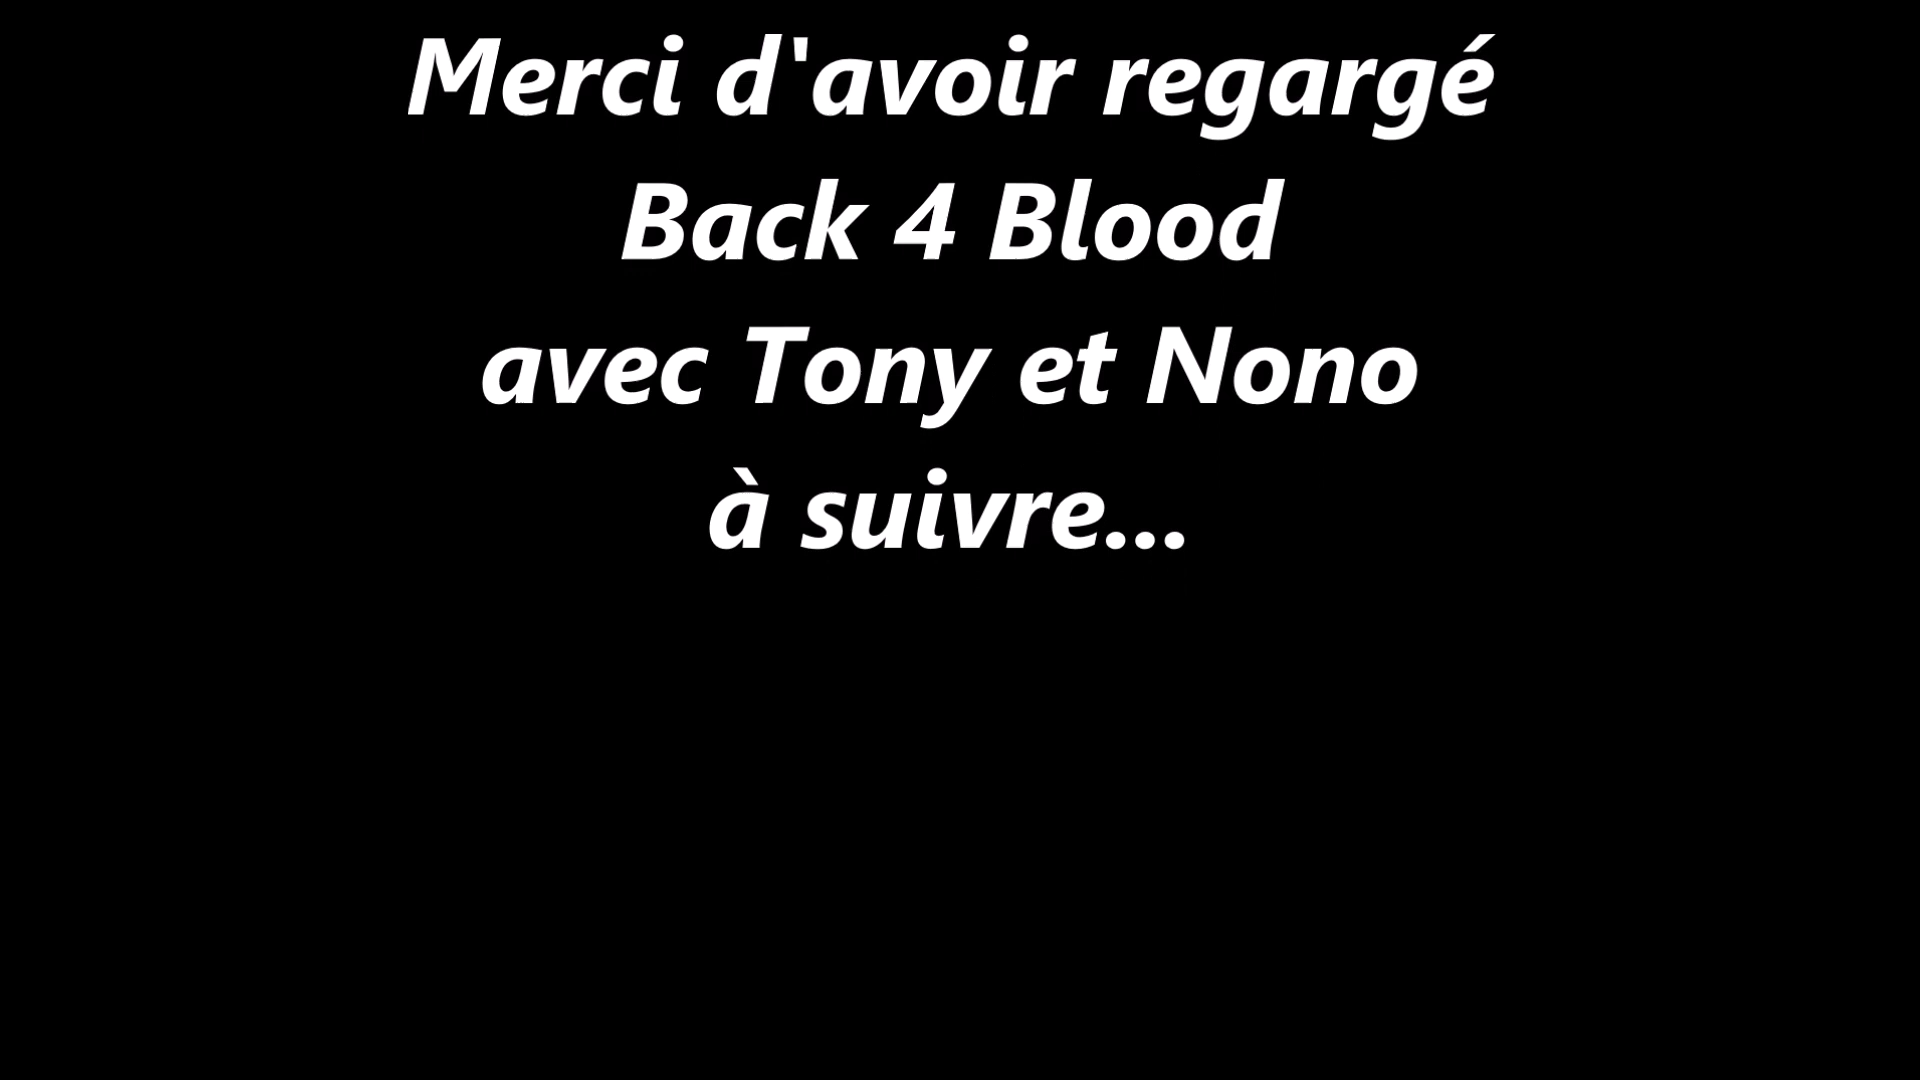 Merci d'avoir regargé
Back 4 Blood
avec Tony et Nono
à suivre...